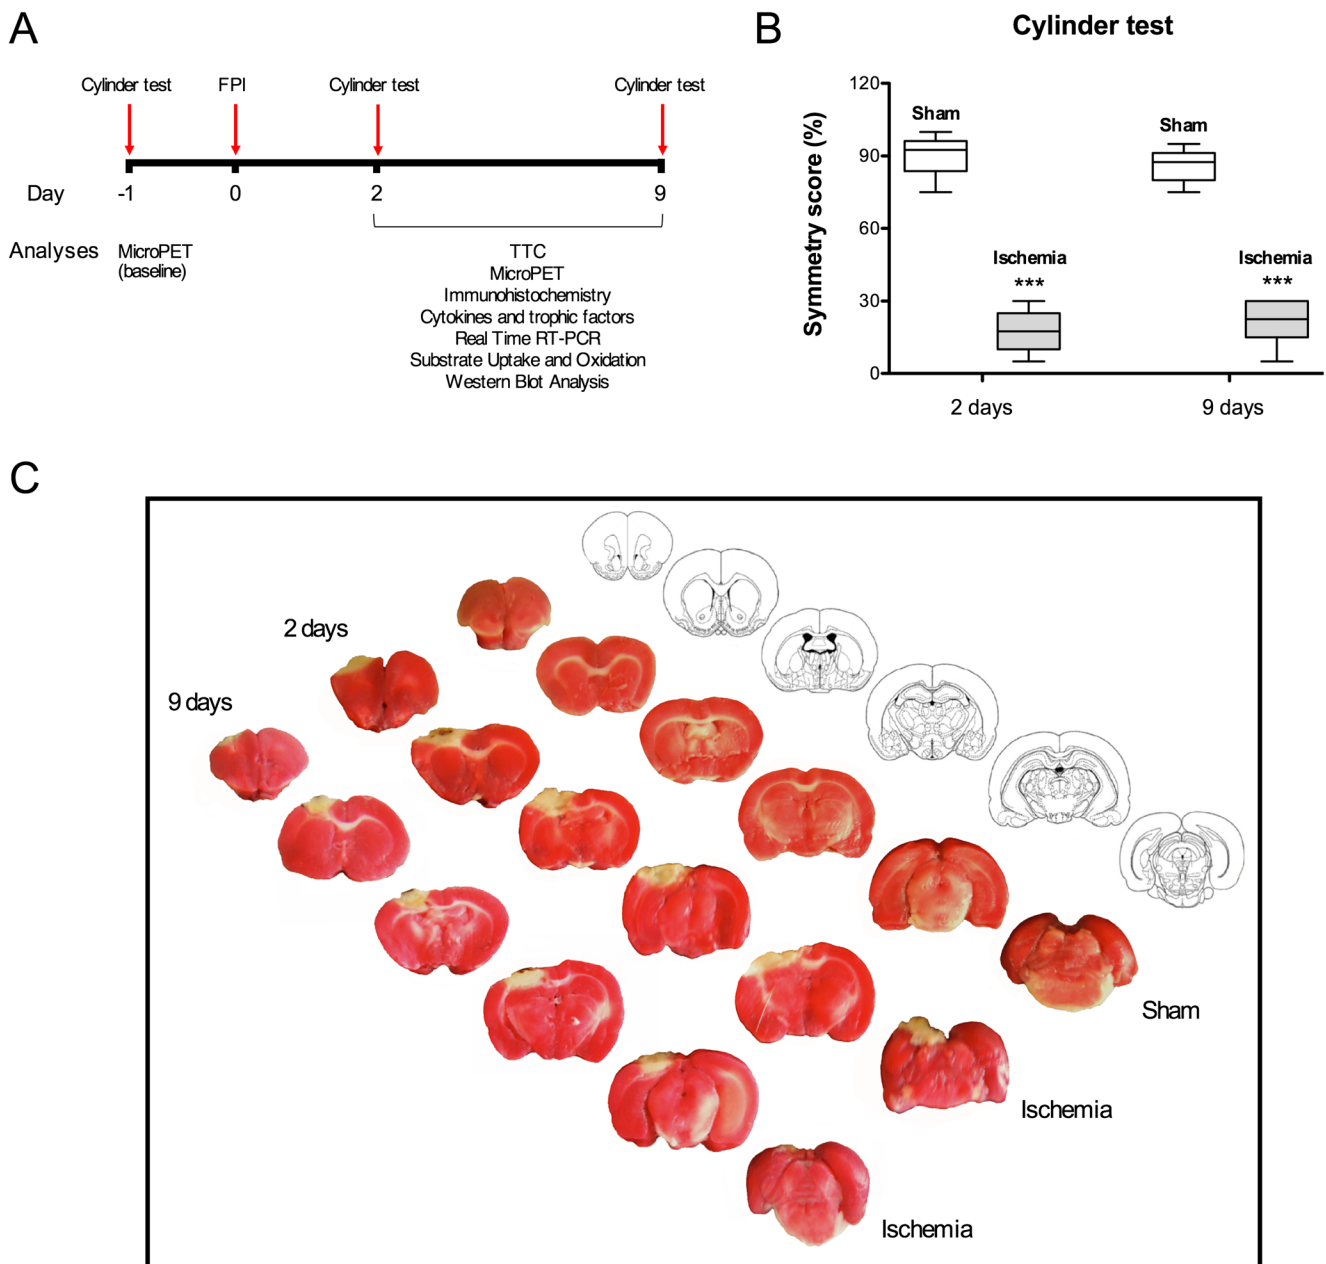 A
Cylinder test FPI Cylinder test Cylinder test
Day -1 0 2 9
Analyses MicroPET
(baseline)
TTC
MicroPET
Immunohistochemistry
Cytokines and trophic factors
Real Time RT-PCR
Substrate Uptake and Oxidation
Western Blot Analysis
B
Cylinder test
Symmetry score (%)
120
90
60
30
0
Sham
Ischemia
***
Sham
Ischemia
***
2 days 9 days
C
2 days
9 days
Sham
Ischemia
Ischemia